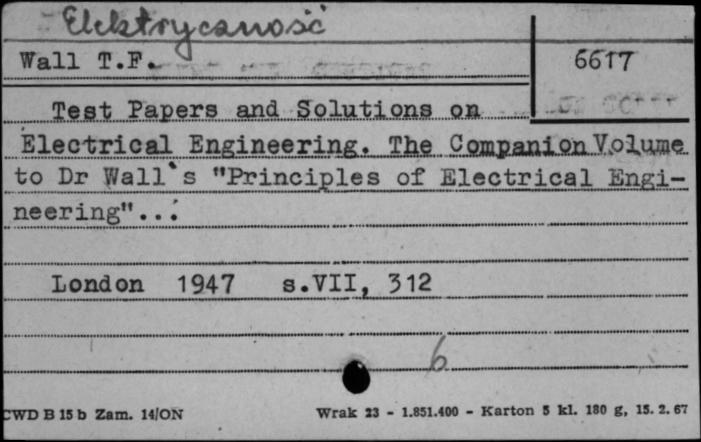 Elektryczność
Wall T.F.
6617
Test Papers and Solutions on
Electrical Engineering. The Companion Volume
to Dr Wall`s "Principles of Electrical Engi-
neering"...
London 1947 s.VII, 312
6
CWD B 15 b Zam. 14/ON
Wrak 23 - 1.851.400 - Karton 5 kl. 180 g, 15. 2. 67